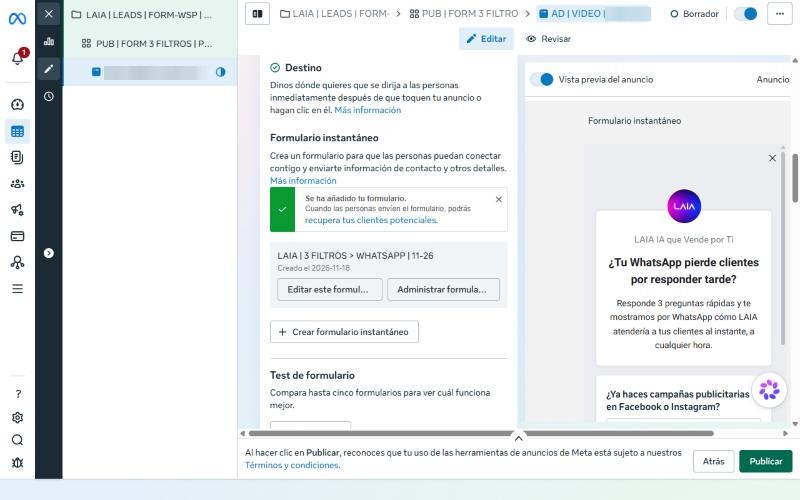 LAIA | LEADS | FORM-WSP | ...
LAIA | LEADS | FORM-
PUB | FORM 3 FILTRO
AD | VIDEO |
Borrador
PUB | FORM 3 FILTROS | P...
Editar
Revisar
1
Destino
Dinos dónde quieres que se dirija a las personas
inmediatamente después de que toquen tu anuncio o
hagan clic en él. Más información
Formulario instantáneo
Crea un formulario para que las personas puedan conectar
contigo y enviarte información de contacto y otros detalles.
Más información
Se ha añadido tu formulario.
Cuando las personas envíen el formulario, podrás
recupera tus clientes potenciales.
LAIA | 3 FILTROS > WHATSAPP | 11-26
Creado el 2026-11-18
Editar este formul...
Administrar formula...
+ Crear formulario instantáneo
Test de formulario
Compara hasta cinco formularios para ver cuál funciona
mejor.
Vista previa del anuncio
Anuncio
Formulario instantáneo
LAIA
LAIA IA que Vende por Ti
¿Tu WhatsApp pierde clientes
por responder tarde?
Responde 3 preguntas rápidas y te
mostramos por WhatsApp cómo LAIA
atendería a tus clientes al instante, a
cualquier hora.
¿Ya haces campañas publicitarias
en Facebook o Instagram?
Al hacer clic en Publicar, reconoces que tu uso de las herramientas de anuncios de Meta está sujeto a nuestros
Términos y condiciones.
Atrás
Publicar